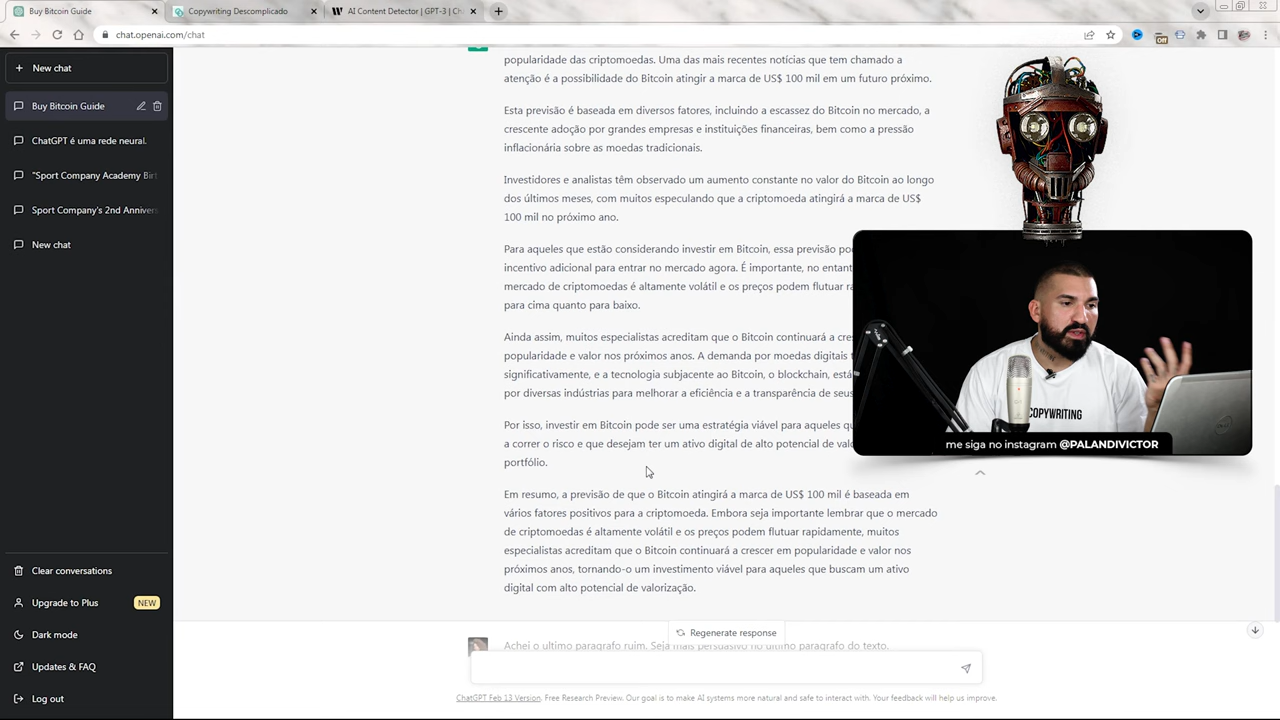 Buy Bitcoin Guide
Copywriting Descomplicado
AI Content Detector | GPT-3 | Ch
chat.openai.com/chat
Off
New chat
Buy Bitcoin Guide
ChatGPT é uma rede neural.
"Sport Company Academy Birt
Sport Company's 2nd Anniver
New chat
Clear conversations
Upgrade to Plus
NEW
Dark mode
Updates & FAQ
Log out
popularidade das criptomoedas. Uma das mais recentes notícias que tem chamado a
atenção é a possibilidade do Bitcoin atingir a marca de US$ 100 mil em um futuro próximo.
Esta previsão é baseada em diversos fatores, incluindo a escassez do Bitcoin no mercado, a
crescente adoção por grandes empresas e instituições financeiras, bem como a pressão
inflacionária sobre as moedas tradicionais.
Investidores e analistas têm observado um aumento constante no valor do Bitcoin ao longo
dos últimos meses, com muitos especulando que a criptomoeda atingirá a marca de US$
100 mil no próximo ano.
Para aqueles que estão considerando investir em Bitcoin, essa previsão
incentivo adicional para entrar no mercado agora. É importante, no
mercado de criptomoedas é altamente volátil e os preços podem flutuar
para cima quanto para baixo.
Ainda assim, muitos especialistas acreditam que o Bitcoin continuará a
popularidade e valor nos próximos anos. A demanda por moedas digitais
significativamente, e a tecnologia subjacente ao Bitcoin, o blockchain,
por diversas indústrias para melhorar a eficiência e a transparência de
Por isso, investir em Bitcoin pode ser uma estratégia viável para aqueles
a correr o risco e que desejam ter um ativo digital de alto potencial de
portfólio.
Em resumo, a previsão de que o Bitcoin atingirá a marca de US$ 100 mil é baseada em
vários fatores positivos para a criptomoeda. Embora seja importante lembrar que o mercado
de criptomoedas é altamente volátil e os preços podem flutuar rapidamente, muitos
especialistas acreditam que o Bitcoin continuará a crescer em popularidade e valor nos
próximos anos, tornando-o um investimento viável para aqueles que buscam um ativo
digital com alto potencial de valorização.
COPYWRITING
me siga no instagram @PALANDIVICTOR
Regenerate response
Achei o ultimo paragrafo ruim. Seja mais persuasivo no ultimo paragrafo do texto.
ChatGPT Feb 13 Version. Free Research Preview. Our goal is to make AI systems more natural and safe to interact with. Your feedback will help us improve.